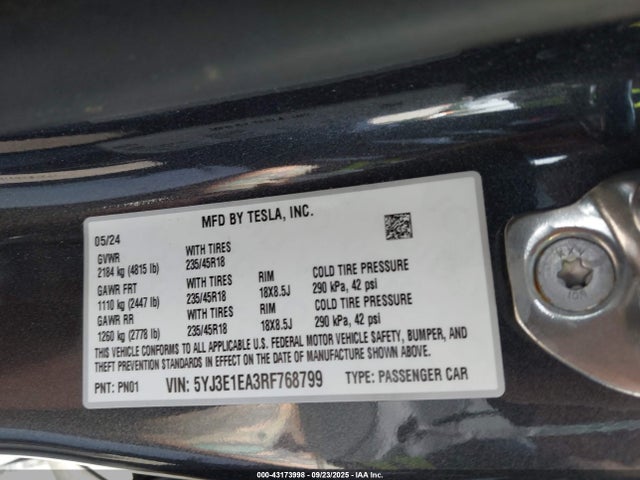 MFD BY TESLA, INC.
05/24
GVWR WITH TIRES
2184 kg (4815 lb) 235/45R18
GAWR FRT WITH TIRES RIM COLD TIRE PRESSURE
1110 kg (2447 lb) 235/45R18 18X8.5J 290 kPa, 42 psi
GAWR RR WITH TIRES RIM COLD TIRE PRESSURE
1260 kg (2778 lb) 235/45R18 18X8.5J 290 kPa, 42 psi
THIS VEHICLE CONFORMS TO ALL APPLICABLE U.S. FEDERAL MOTOR VEHICLE SAFETY, BUMPER, AND
THEFT PREVENTION STANDARDS IN EFFECT ON THE DATE OF MANUFACTURE SHOWN ABOVE.
PNT: PN01 VIN: 5YJ3E1EA3RF768799 TYPE: PASSENGER CAR
000-43173998 - 09/23/2025 - IAA Inc.